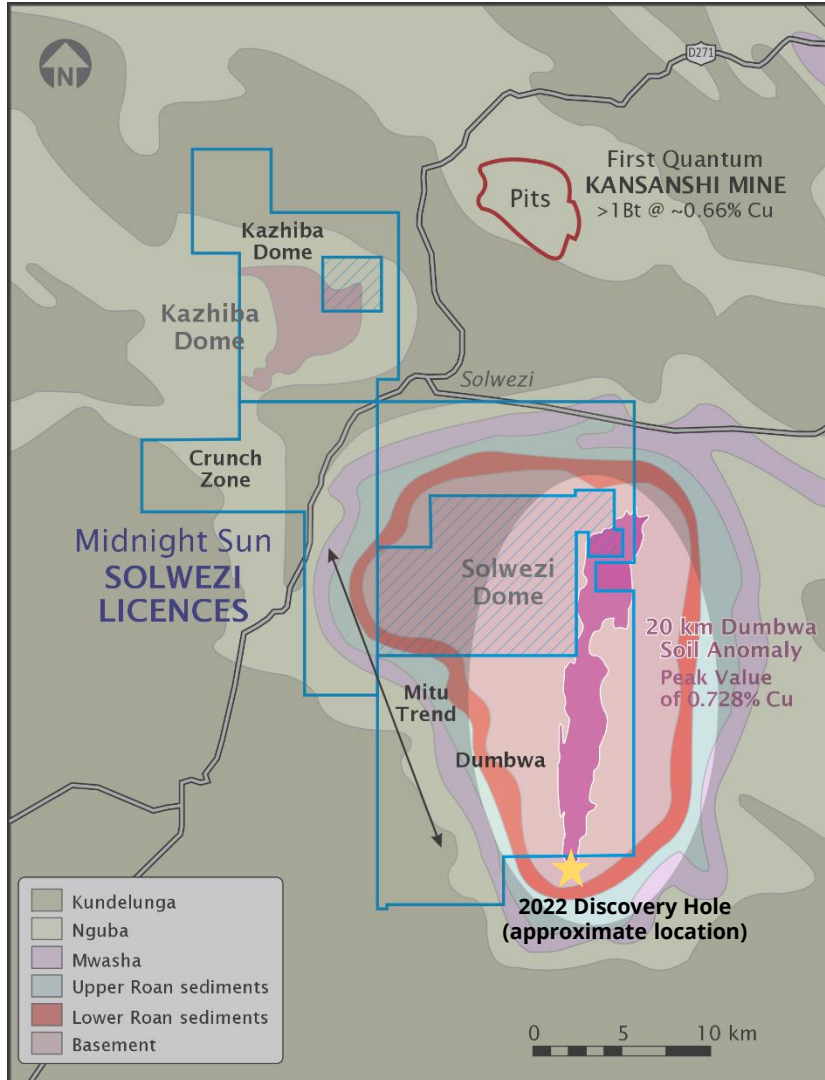 N
D271
First Quantum
KANSANSHI MINE
>1Bt @ ~0.66% Cu
Pits
Kazhiba
Dome
Kazhiba
Dome
Solwezi
Crunch
Zone
Midnight Sun
SOLWEZI
LICENCES
Solwezi
Dome
20 km Dumbwa
Soil Anomaly
Peak Value
of 0.728% Cu
Mitu
Trend
Dumbwa
2022 Discovery Hole
(approximate location)
Kundelunga
Nguba
Mwasha
Upper Roan sediments
Lower Roan sediments
Basement
0 5 10 km